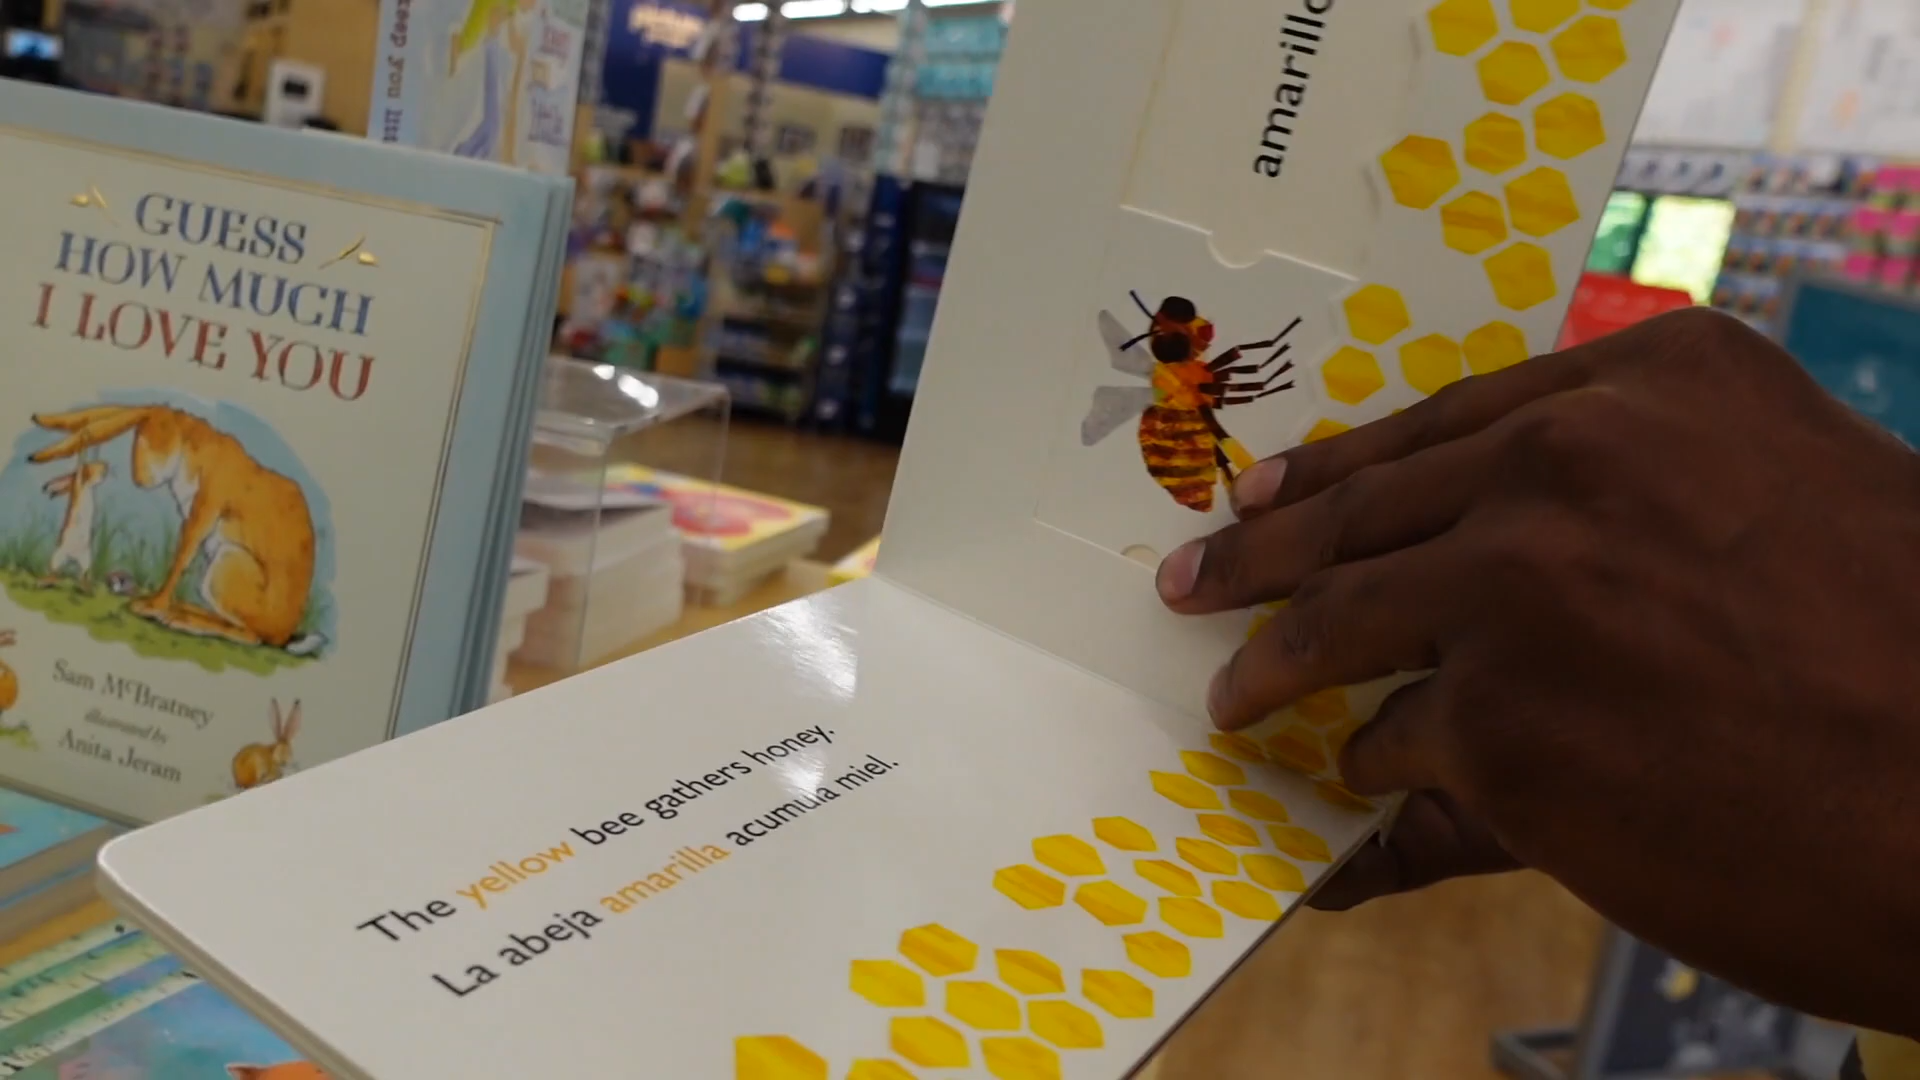 GUESS
HOW MUCH
I LOVE YOU
Sam McBratney
illustrated by
Anita Jeram
amarillo
The yellow bee gathers honey.
La abeja amarilla acumula miel.